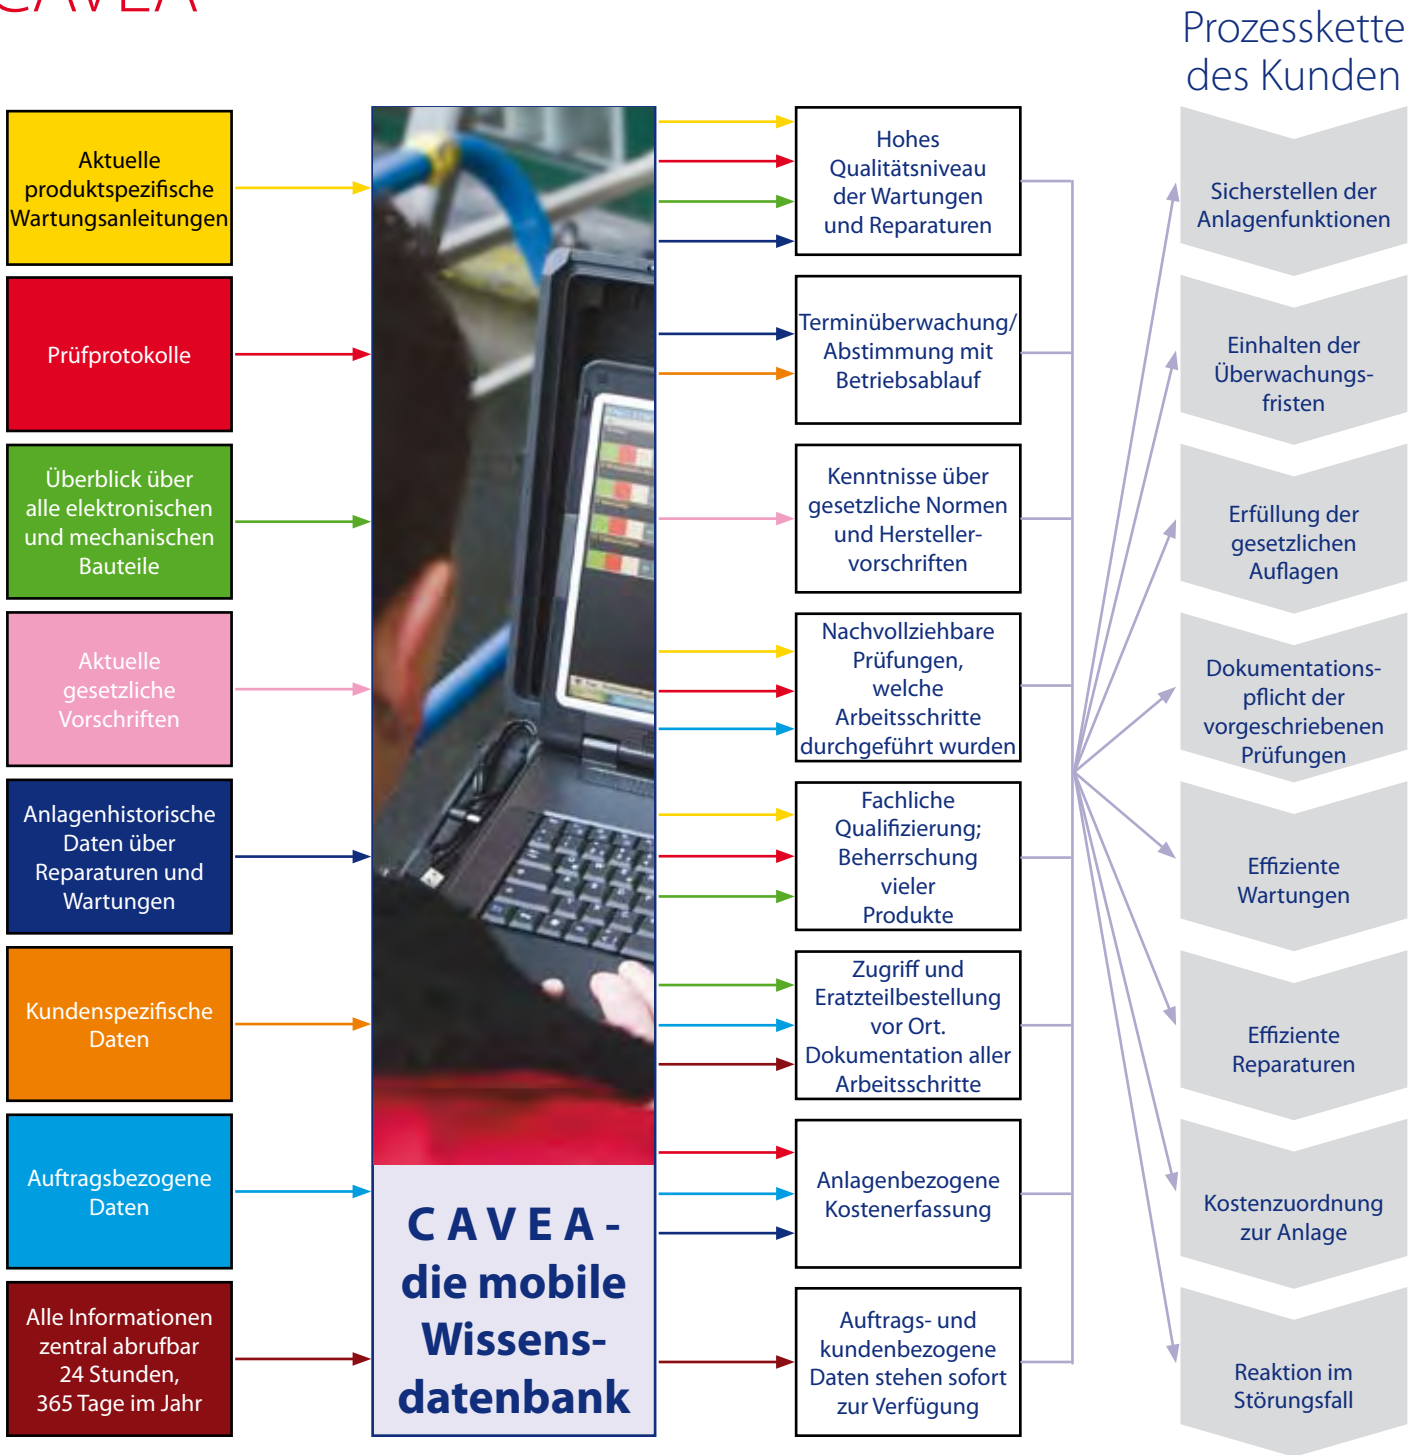 CAVEA
Prozesskette
des Kunden
Aktuelle
produktspezifische
Wartungsanleitungen
Prüfprotokolle
Überblick über
alle elektronischen
und mechanischen
Bauteile
Aktuelle
gesetzliche
Vorschriften
Anlagenhistorische
Daten über
Reparaturen und
Wartungen
Kundenspezifische
Daten
Auftragsbezogene
Daten
Alle Informationen
zentral abrufbar
24 Stunden,
365 Tage im Jahr
C A V E A -
die mobile
Wissens-
datenbank
Hohes
Qualitätsniveau
der Wartungen
und Reparaturen
Terminüberwachung/
Abstimmung mit
Betriebsablauf
Kenntnisse über
gesetzliche Normen
und Hersteller-
vorschriften
Nachvollziehbare
Prüfungen,
welche
Arbeitsschritte
durchgeführt wurden
Fachliche
Qualifizierung;
Beherrschung
vieler
Produkte
Zugriff und
Eratzteilbestellung
vor Ort.
Dokumentation aller
Arbeitsschritte
Anlagenbezogene
Kostenerfassung
Auftrags- und
kundenbezogene
Daten stehen sofort
zur Verfügung
Sicherstellen der
Anlagenfunktionen
Einhalten der
Überwachungs-
fristen
Erfüllung der
gesetzlichen
Auflagen
Dokumentations-
pflicht der
vorgeschriebenen
Prüfungen
Effiziente
Wartungen
Effiziente
Reparaturen
Kostenzuordnung
zur Anlage
Reaktion im
Störungsfall